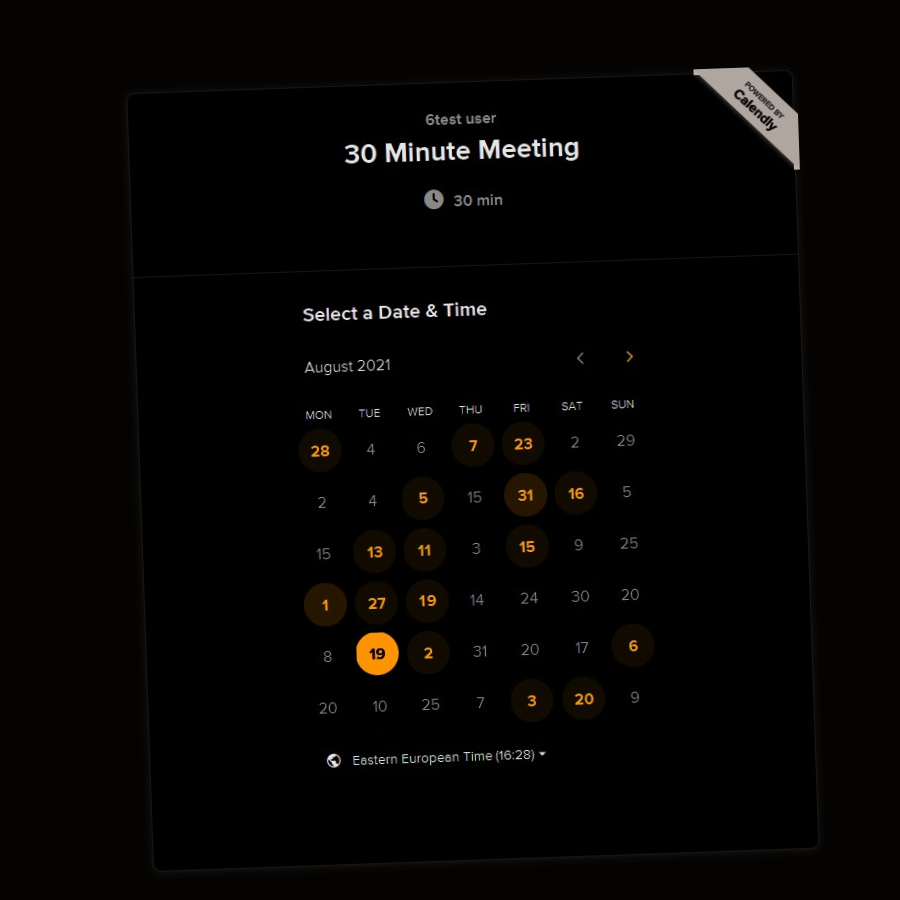 POWERED BY
Calendly
6test user
30 Minute Meeting
30 min
Select a Date & Time
August 2021
MON TUE WED THU FRI SAT SUN
28 4 6 7 23 2 29
2 4 5 15 31 16 5
15 13 11 3 15 9 25
1 27 19 14 24 30 20
8 19 2 31 20 17 6
20 10 25 7 3 20 9
Eastern European Time (16:28)